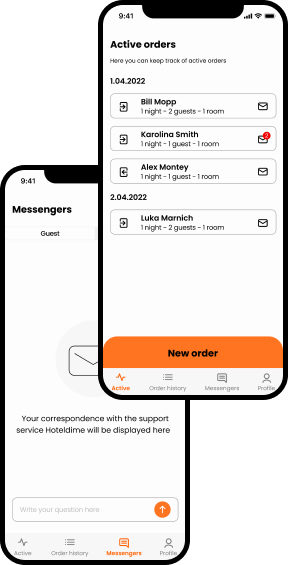 9:41
Active orders
Here you can keep track of active orders
1.04.2022
Bill Mopp
1 night - 2 guests - 1 room
Karolina Smith
1 night - 1 guest - 1 room
2
Alex Montey
1 night - 1 guest - 1 room
2.04.2022
Luka Marnich
1 night - 2 guests - 1 room
New order
Active
Order history
Messengers
Profile
9:41
Messengers
Guest
Your correspondence with the support
service Hoteldime will be displayed here
Write your question here
Active
Order history
Messengers
Profile